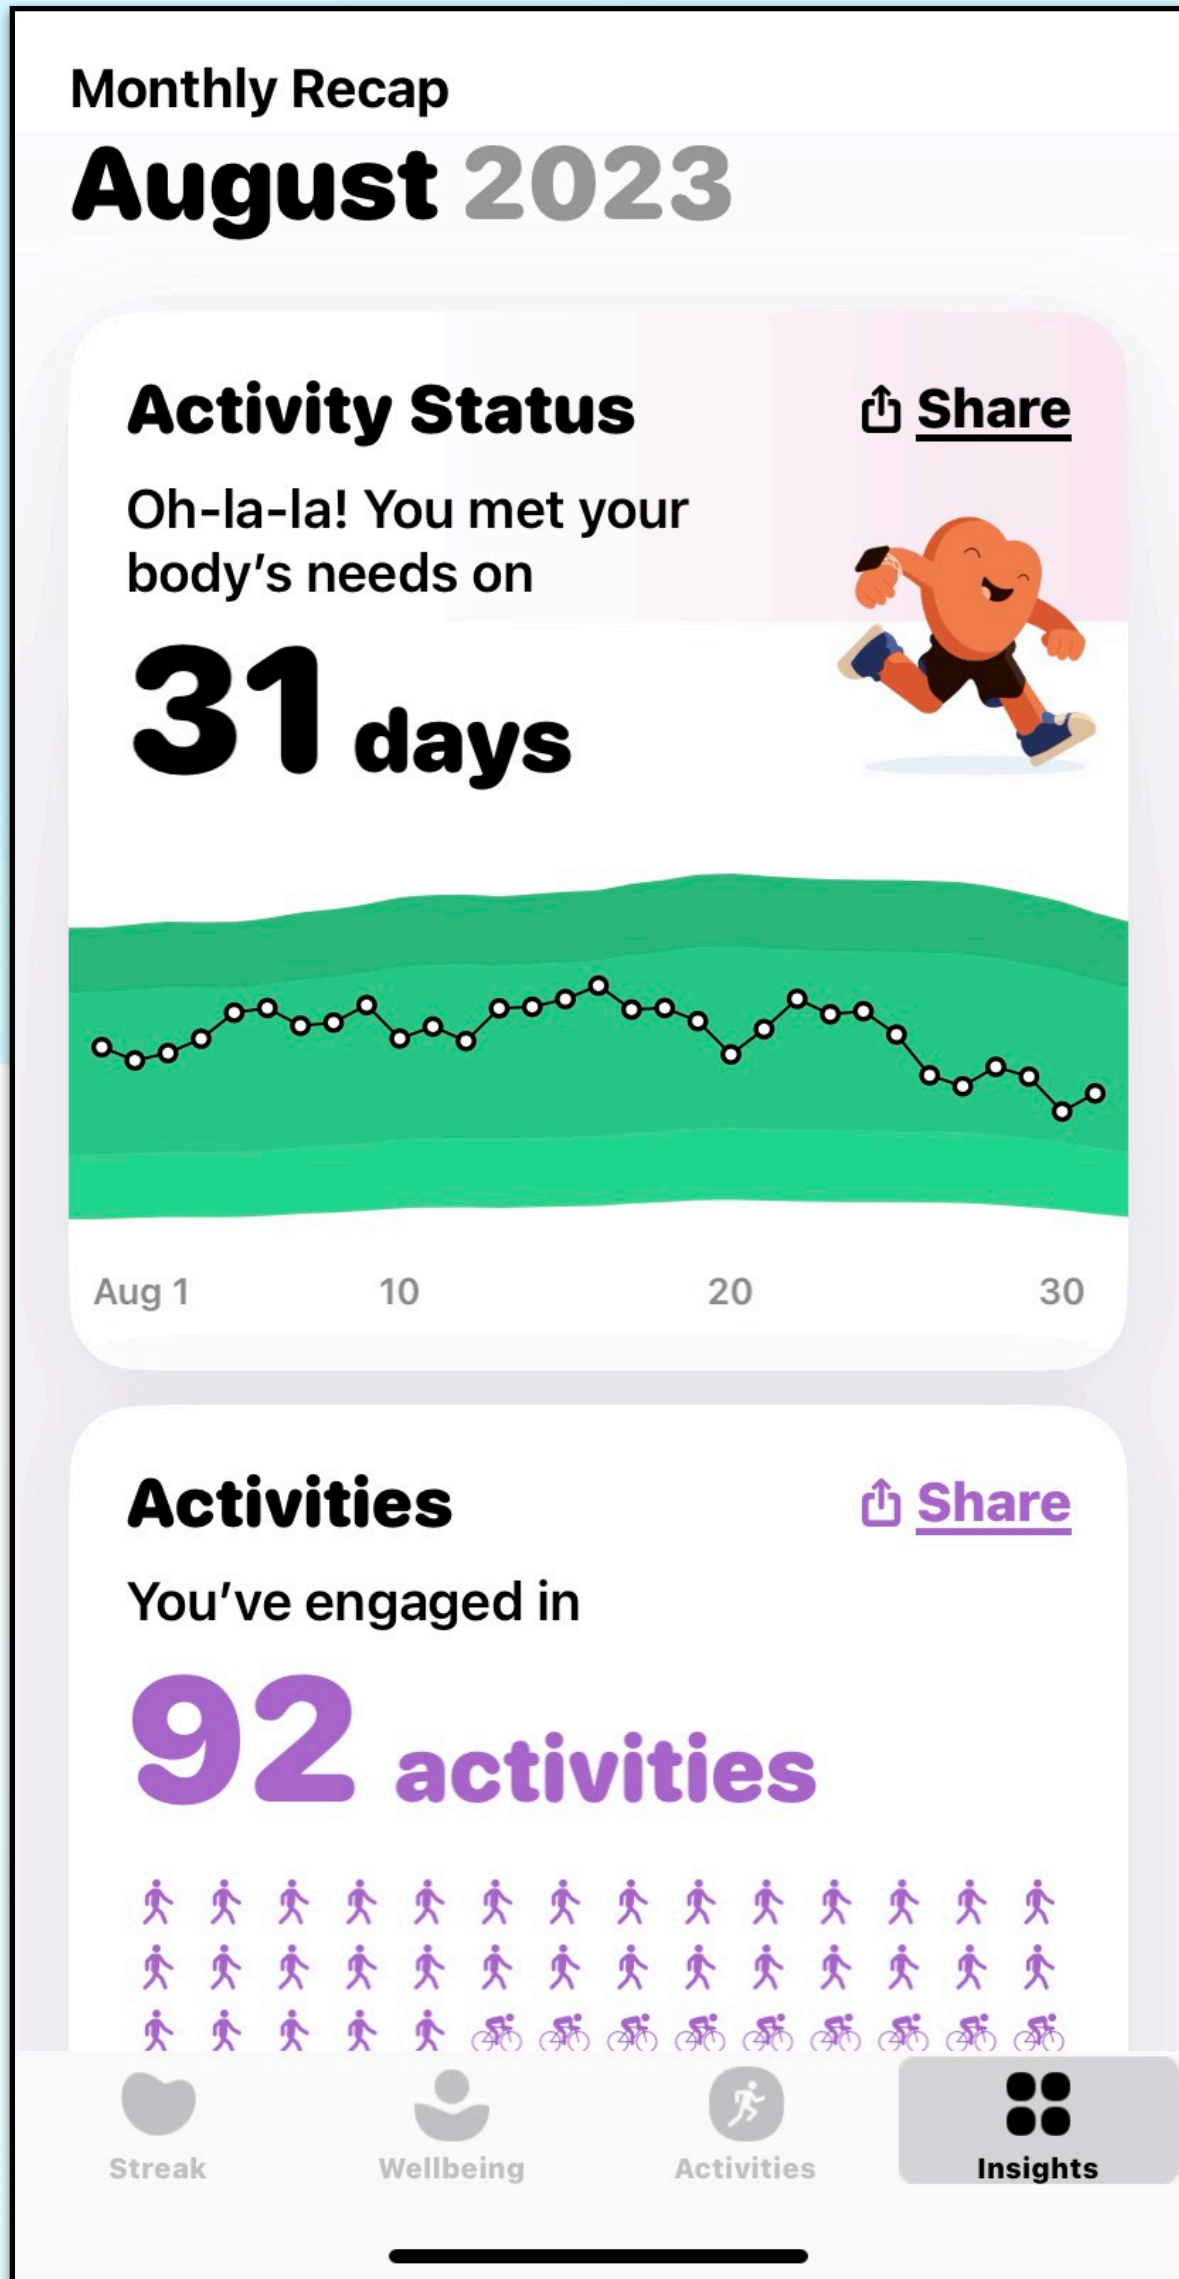 Monthly Recap
August 2023
Activity Status
Share
Oh-la-la! You met your
body’s needs on
31 days
Aug 1 10 20 30
Activities
Share
You’ve engaged in
92 activities
Streak Wellbeing Activities Insights